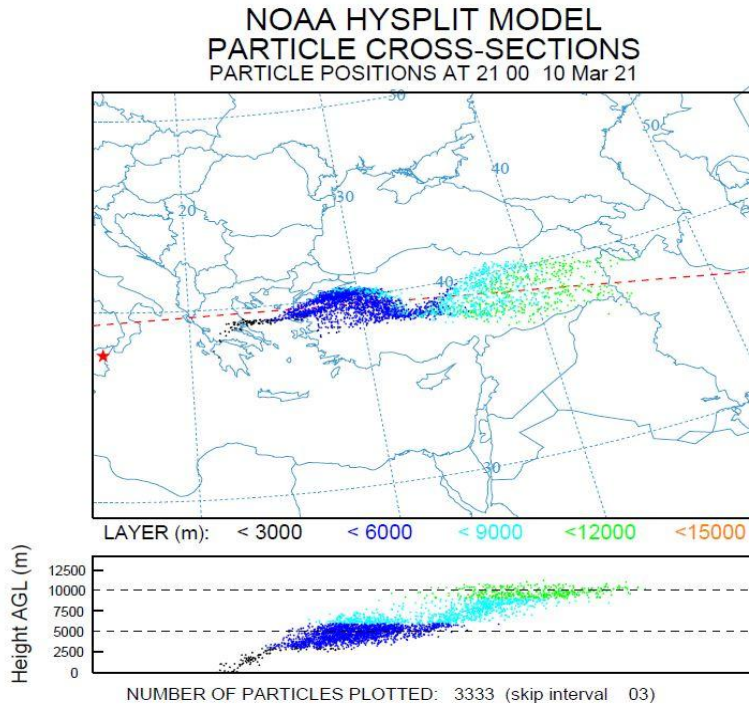 NOAA HYSPLIT MODEL
PARTICLE CROSS-SECTIONS
PARTICLE POSITIONS AT 21 00 10 Mar 21
50
50
40
20
30
40
30
LAYER (m): < 3000 < 6000 < 9000 <12000 <15000
Height AGL (m)
12500
10000
7500
5000
2500
0
NUMBER OF PARTICLES PLOTTED: 3333 (skip interval 03)